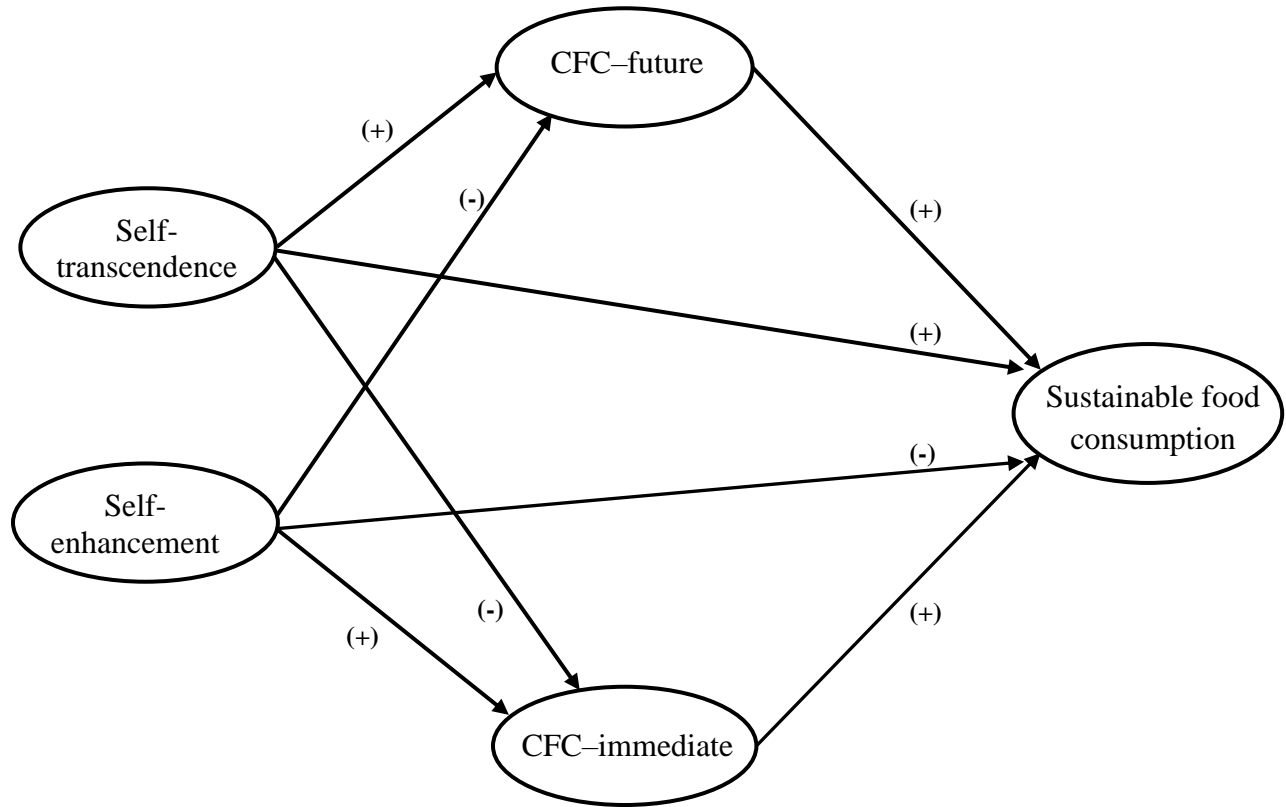 CFC–future
(+)
(-)
(+)
Self-
transcendence
(+)
Sustainable food
consumption
Self-
enhancement
(-)
(+)
(-)
(+)
CFC–immediate